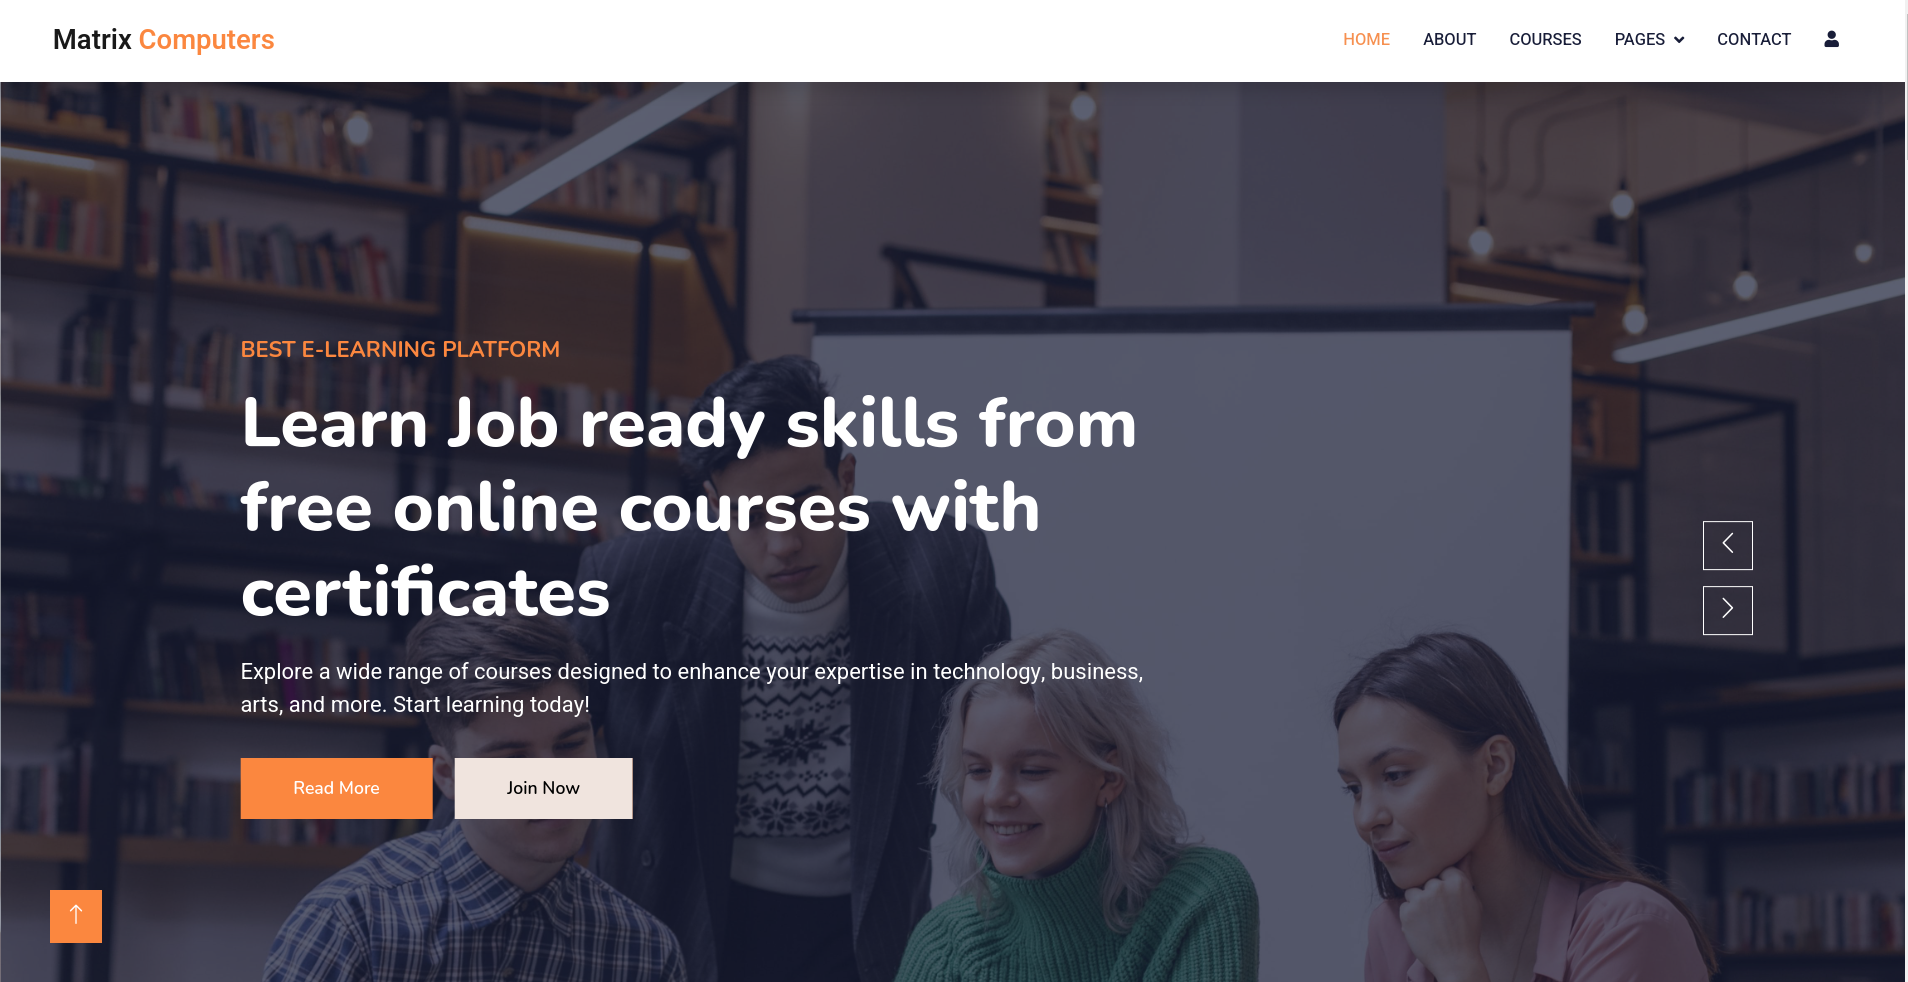 Matrix Computers
HOME
ABOUT
COURSES
PAGES
CONTACT
BEST E-LEARNING PLATFORM
Learn Job ready skills from
free online courses with
certificates
Explore a wide range of courses designed to enhance your expertise in technology, business,
arts, and more. Start learning today!
Read More
Join Now